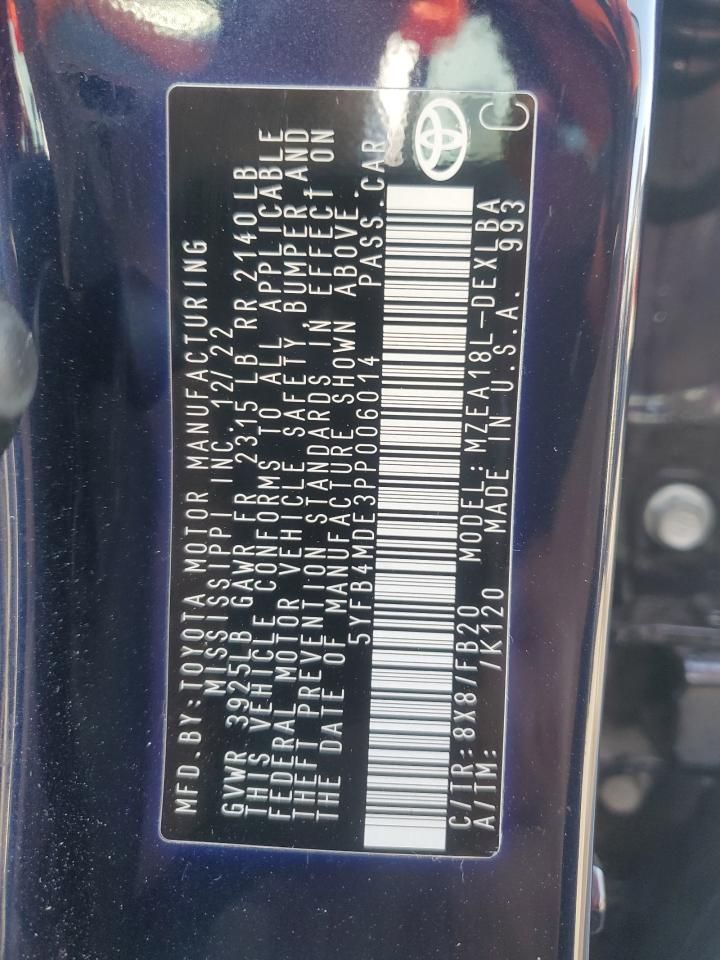 MFD.BY:TOYOTA MOTOR MANUFACTURING
MISSISSIPPI INC. 12/22
GVWR 3925LB GAWR FR 2315 LB RR 2140LB
THIS VEHICLE CONFORMS TO ALL APPLICABLE
FEDERAL MOTOR VEHICLE SAFETY, BUMPER AND
THEFT PREVENTION STANDARDS IN EFFECT ON
THE DATE OF MANUFACTURE SHOWN ABOVE.
5YFB4MDE3PP006014 PASS.CAR
C/TR:8X8/FB20 MODEL:MZEA18L-DEXLBA
A/TM: /K120 MADE IN U.S.A. 993
C